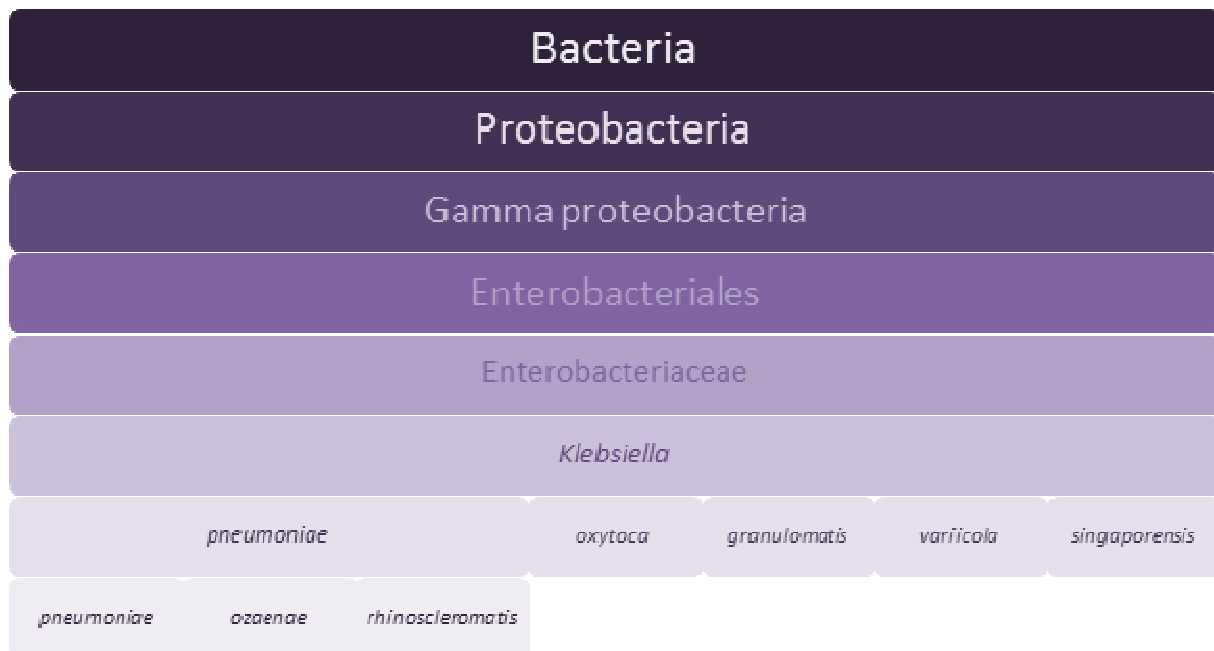 Bacteria
Proteobacteria
Gamma proteobacteria
Enterobacteriales
Enterobacteriaceae
Klebsiella
pneumoniae oxytoca granulomatis variicola singaporensis
pneumoniae ozaenae rhinoscleromatis